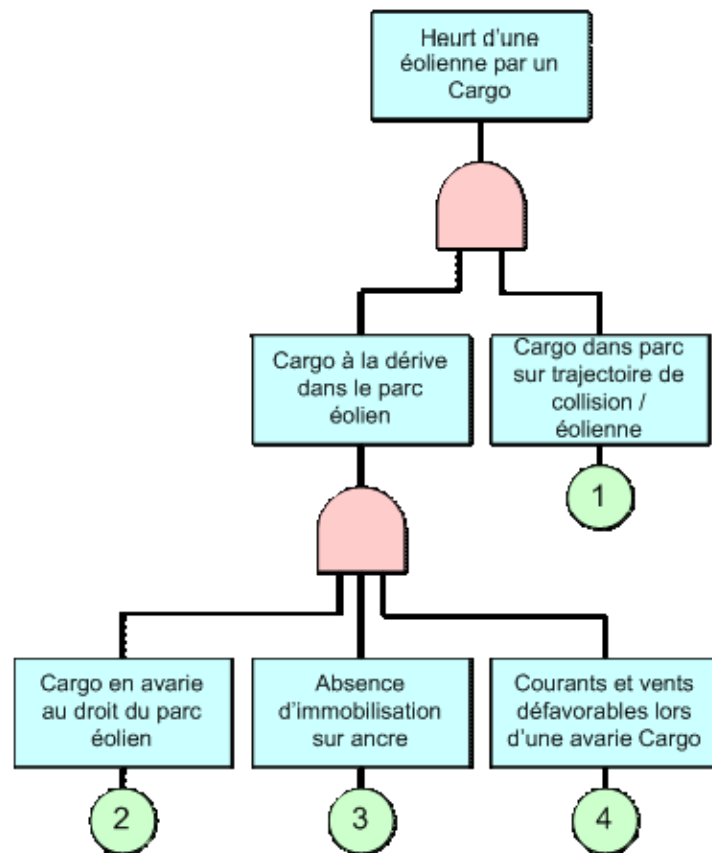 Heurt d'une
éolienne par un
Cargo
Cargo à la dérive
dans le parc
éolien
Cargo dans parc
sur trajectoire de
collision /
éolienne
1
Cargo en avarie
au droit du parc
éolien
Absence
d'immobilisation
sur ancre
Courants et vents
défavorables lors
d'une avarie Cargo
2
3
4